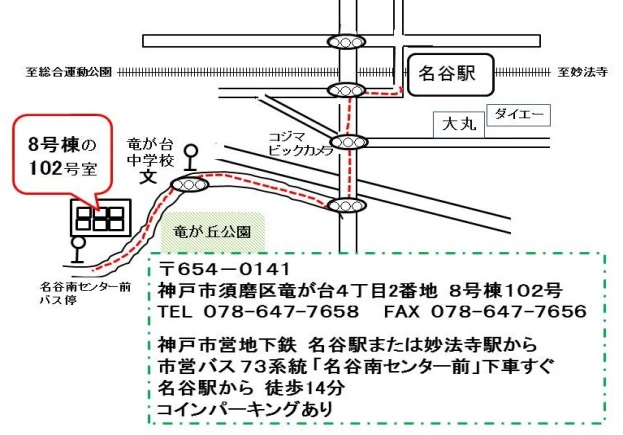 至総合運動公園
名谷駅
至妙法寺
ダイエー
大丸
コジマ
ビックカメラ
8号棟の
102号室
竜が台
中学校
文
竜が丘公園
名谷南センター前
バス停
〒654－0141
神戸市須磨区竜が台4丁目2番地 8号棟102号
TEL 078-647-7658 FAX 078-647-7656
神戸市営地下鉄 名谷駅または妙法寺駅から
市営バス 73系統 「名谷南センター前」下車すぐ
名谷駅から 徒歩14分
コインパーキングあり